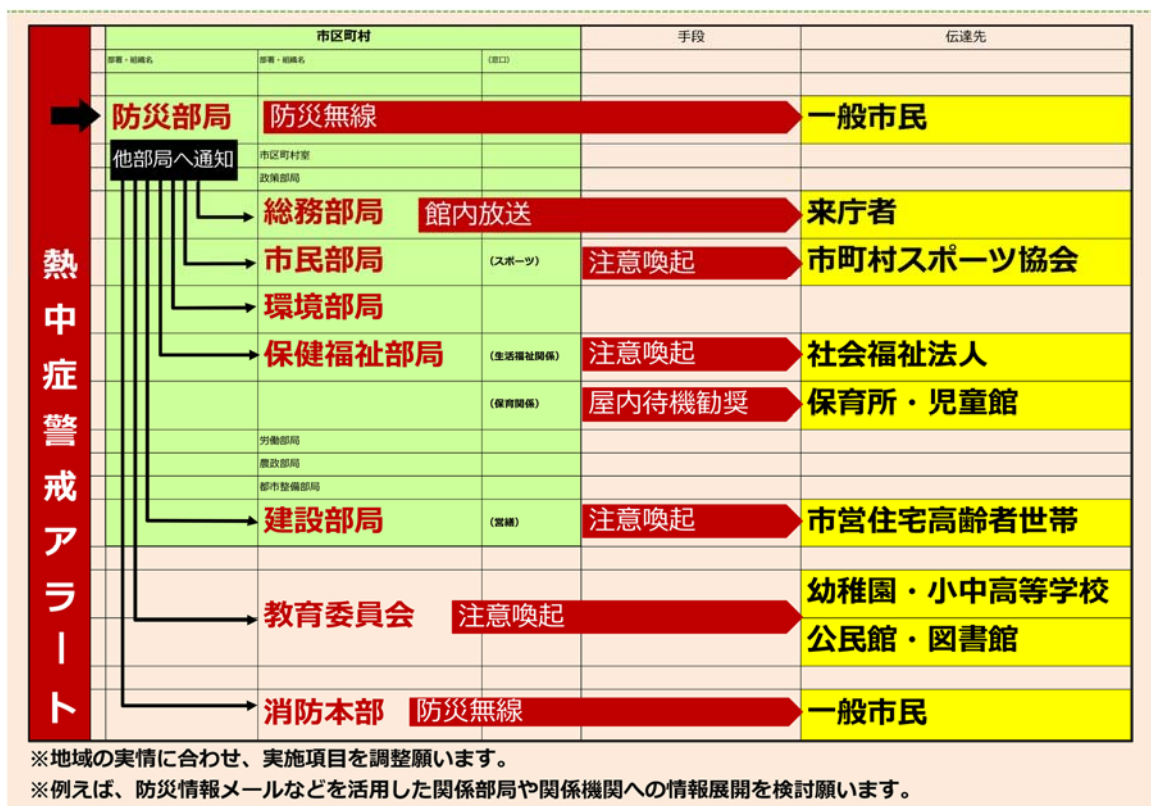 熱中症警戒アラート
市区町村 手段 伝達先
部署・組織名 部署・組織名 (窓口)
防災部局 防災無線 一般市民
他部局へ通知 市区町村室
政策部局
総務部局 館内放送 来庁者
市民部局 (スポーツ) 注意喚起 市町村スポーツ協会
環境部局
保健福祉部局 (生活福祉関係) 注意喚起 社会福祉法人
(保育関係) 屋内待機勧奨 保育所・児童館
労働部局
農政部局
都市整備部局
建設部局 (営繕) 注意喚起 市営住宅高齢者世帯
教育委員会 注意喚起 幼稚園・小中高等学校
公民館・図書館
消防本部 防災無線 一般市民
※地域の実情に合わせ、実施項目を調整願います。
※例えば、防災情報メールなどを活用した関係部局や関係機関への情報展開を検討願います。